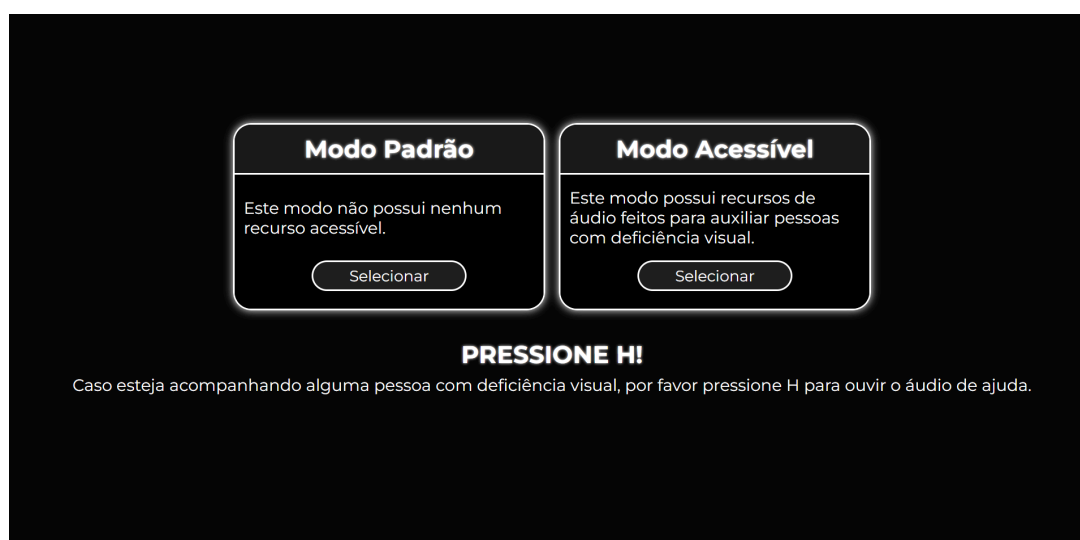 Modo Padrão
Este modo não possui nenhum
recurso acessível.
Selecionar
Modo Acessível
Este modo possui recursos de
áudio feitos para auxiliar pessoas
com deficiência visual.
Selecionar
PRESSIONE H!
Caso esteja acompanhando alguma pessoa com deficiência visual, por favor pressione H para ouvir o áudio de ajuda.